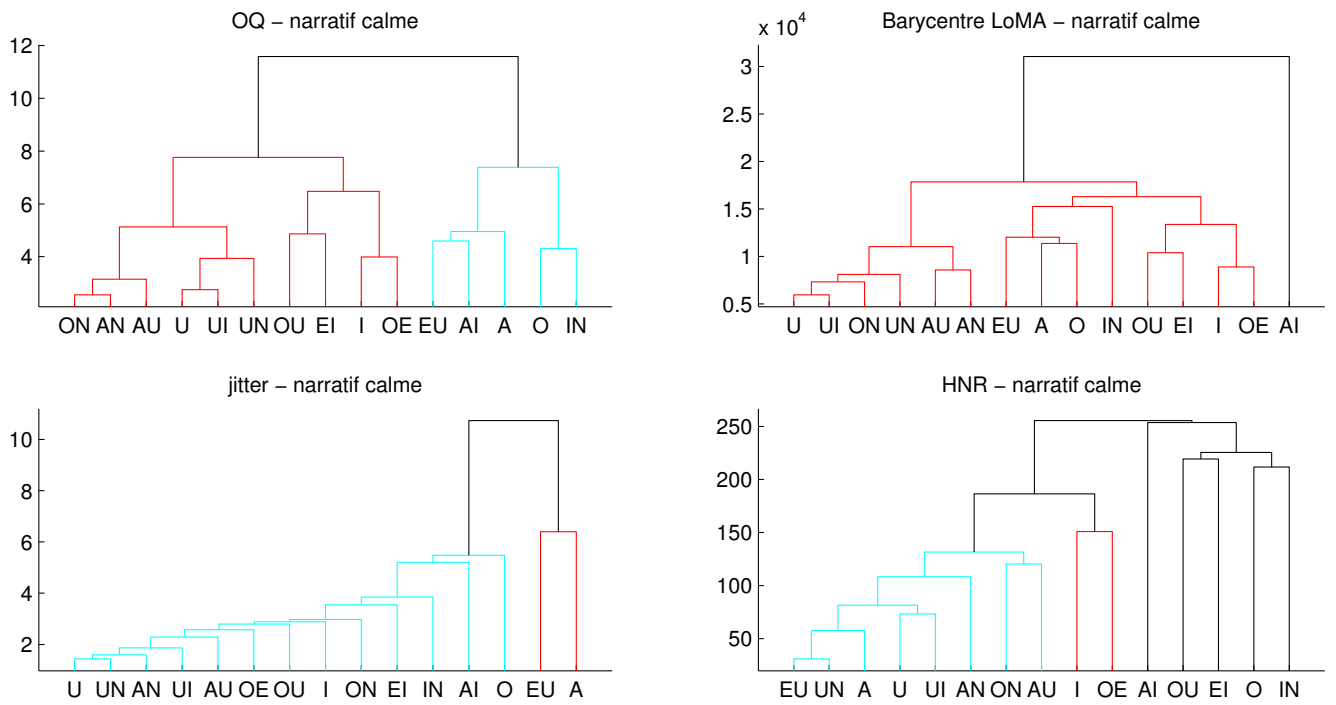 OQ − narratif calme
12
10
8
6
4
ON AN AU U UI UN OU EI I OE EU AI A O IN
Barycentre LoMA − narratif calme
x 10^4
3
2.5
2
1.5
1
0.5
U UI ON UN AU AN EU A O IN OU EI I OE AI
jitter − narratif calme
10
8
6
4
2
U UN AN UI AU OE OU I ON EI IN AI O EU A
HNR − narratif calme
250
200
150
100
50
EU UN A U UI AN ON AU I OE AI OU EI O IN